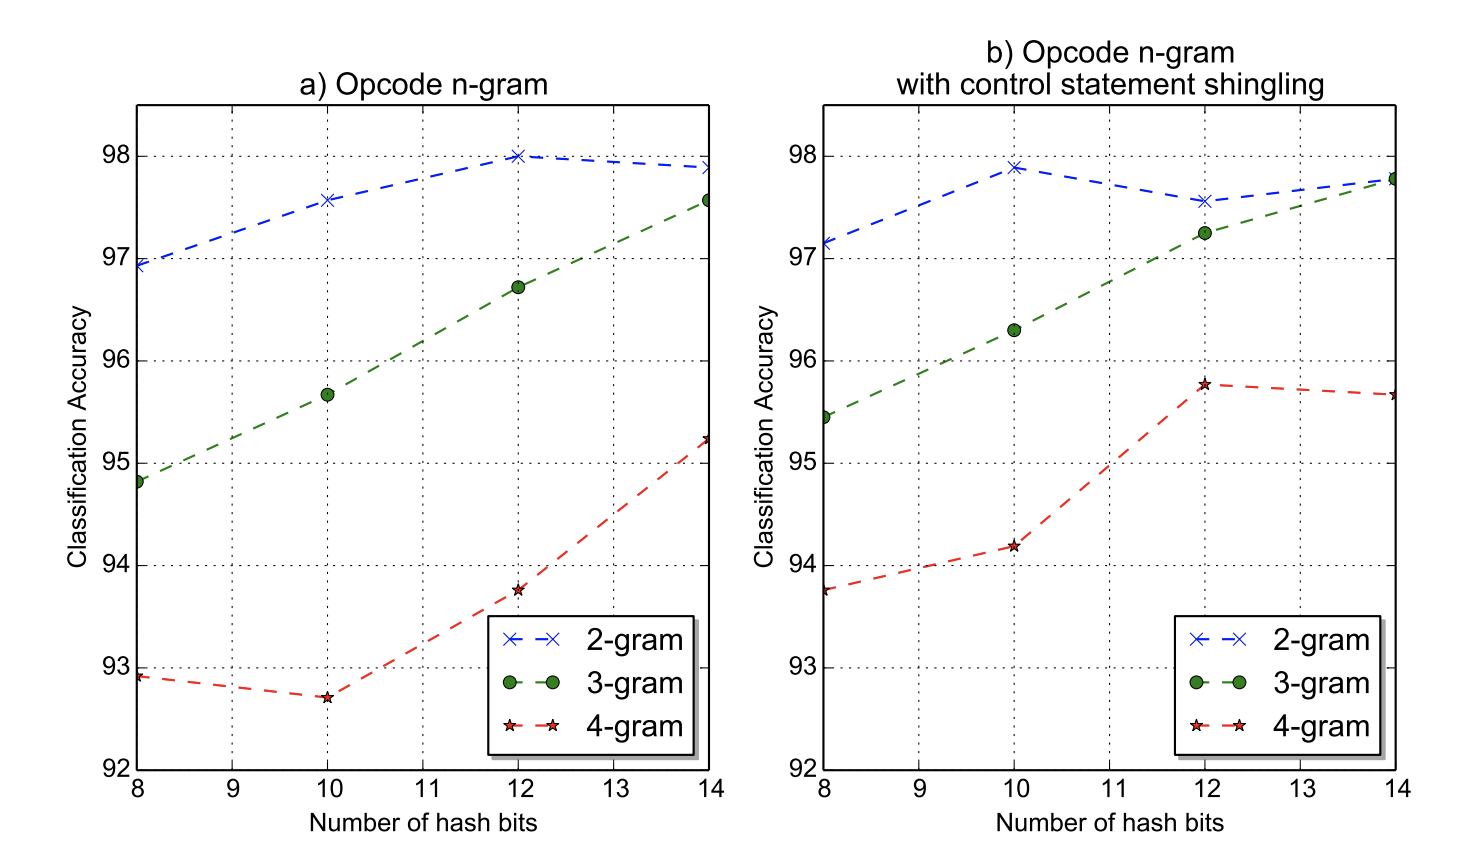 a) Opcode n-gram
98
97
96
95
94
93
92
8 9 10 11 12 13 14
Classification Accuracy
Number of hash bits
2-gram
3-gram
4-gram
b) Opcode n-gram
with control statement shingling
98
97
96
95
94
93
92
8 9 10 11 12 13 14
Classification Accuracy
Number of hash bits
2-gram
3-gram
4-gram